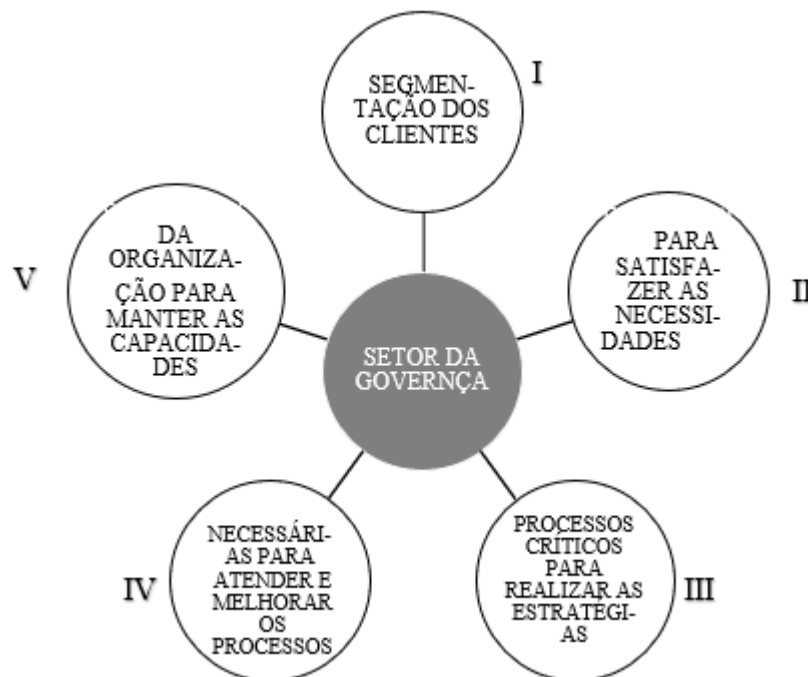 SEGMEN-
TAÇÃO DOS
CLIENTES
I
PARA
SATISFA-
ZER AS
NECESSI-
DADES
II
PROCESSOS
CRÍTICOS
PARA
REALIZAR AS
ESTRATÉGI-
AS
III
NECESSÁRI-
AS PARA
ATENDER E
MELHORAR
OS
PROCESSOS
IV
DA
ORGANIZA-
ÇÃO PARA
MANTER AS
CAPACIDA-
DES
V
SETOR DA
GOVERNÇA